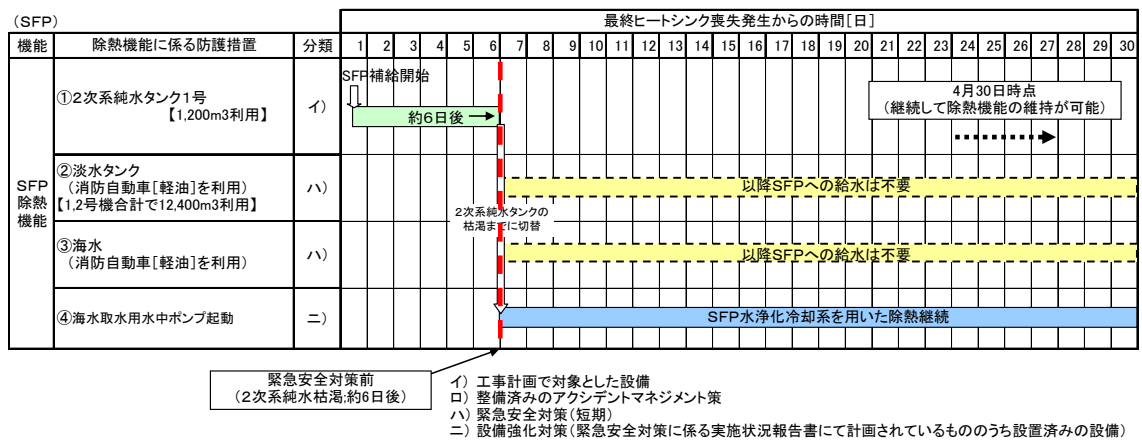 (SFP)
最終ヒートシンク喪失発生からの時間[日]
機能 除熱機能に係る防護措置 分類 1 2 3 4 5 6 7 8 9 10 11 12 13 14 15 16 17 18 19 20 21 22 23 24 25 26 27 28 29 30
SFP補給開始
①2次系純水タンク1号
【1,200m3利用】
イ)
約6日後
4月30日時点
(継続して除熱機能の維持が可能)
SFP
除熱
機能
②淡水タンク
(消防自動車[軽油]を利用)
【1,2号機合計で12,400m3利用】
ハ)
以降SFPへの給水は不要
2次系純水タンクの
枯渇までに切替
③海水
(消防自動車[軽油]を利用)
ハ)
以降SFPへの給水は不要
④海水取水用水中ポンプ起動
ニ)
SFP水浄化冷却系を用いた除熱継続
緊急安全対策前
(2次系純水枯渇;約6日後)
イ) 工事計画で対象とした設備
ロ) 整備済みのアクシデントマネジメント策
ハ) 緊急安全対策(短期)
ニ) 設備強化対策(緊急安全対策に係る実施状況報告書にて計画されているもののうち設置済みの設備)